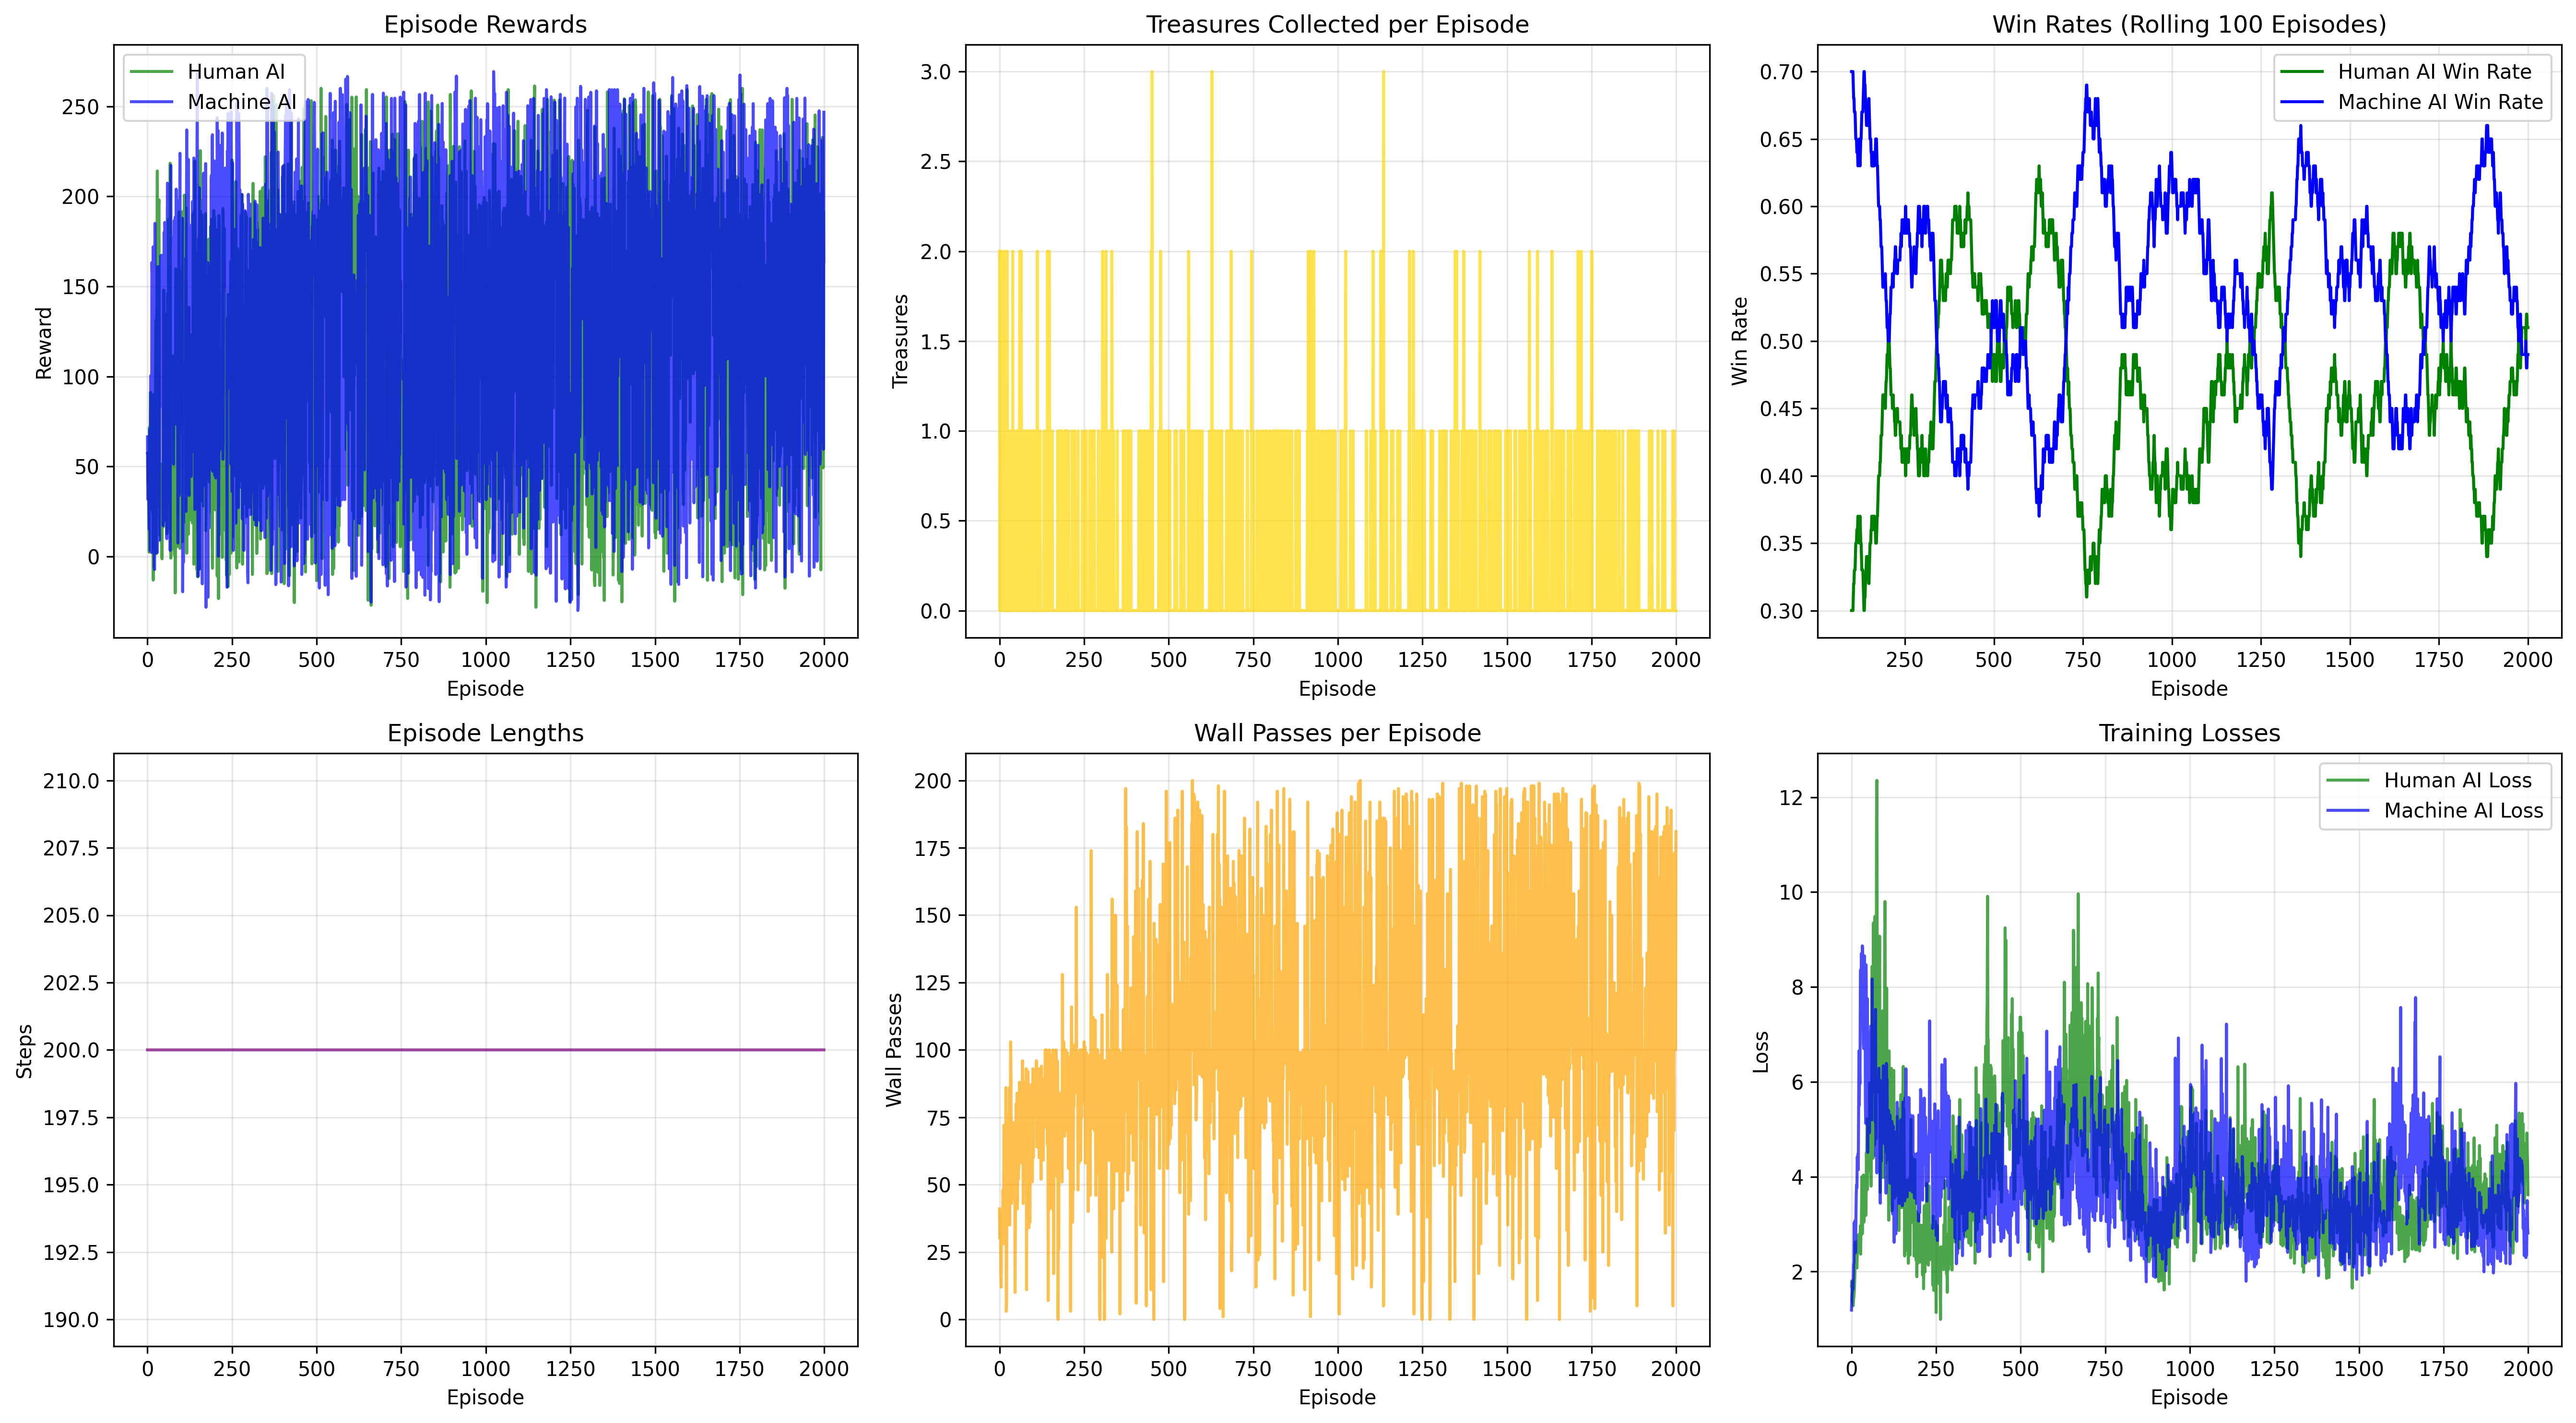 Episode Rewards
Human AI
Machine AI
250
200
150
100
50
0
Reward
0 250 500 750 1000 1250 1500 1750 2000
Episode
Treasures Collected per Episode
3.0
2.5
2.0
1.5
1.0
0.5
0.0
Treasures
0 250 500 750 1000 1250 1500 1750 2000
Episode
Win Rates (Rolling 100 Episodes)
Human AI Win Rate
Machine AI Win Rate
0.70
0.65
0.60
0.55
0.50
0.45
0.40
0.35
0.30
Win Rate
250 500 750 1000 1250 1500 1750 2000
Episode
Episode Lengths
210.0
207.5
205.0
202.5
200.0
197.5
195.0
192.5
190.0
Steps
0 250 500 750 1000 1250 1500 1750 2000
Episode
Wall Passes per Episode
200
175
150
125
100
75
50
25
0
Wall Passes
0 250 500 750 1000 1250 1500 1750 2000
Episode
Training Losses
Human AI Loss
Machine AI Loss
12
10
8
6
4
2
Loss
0 250 500 750 1000 1250 1500 1750 2000
Episode